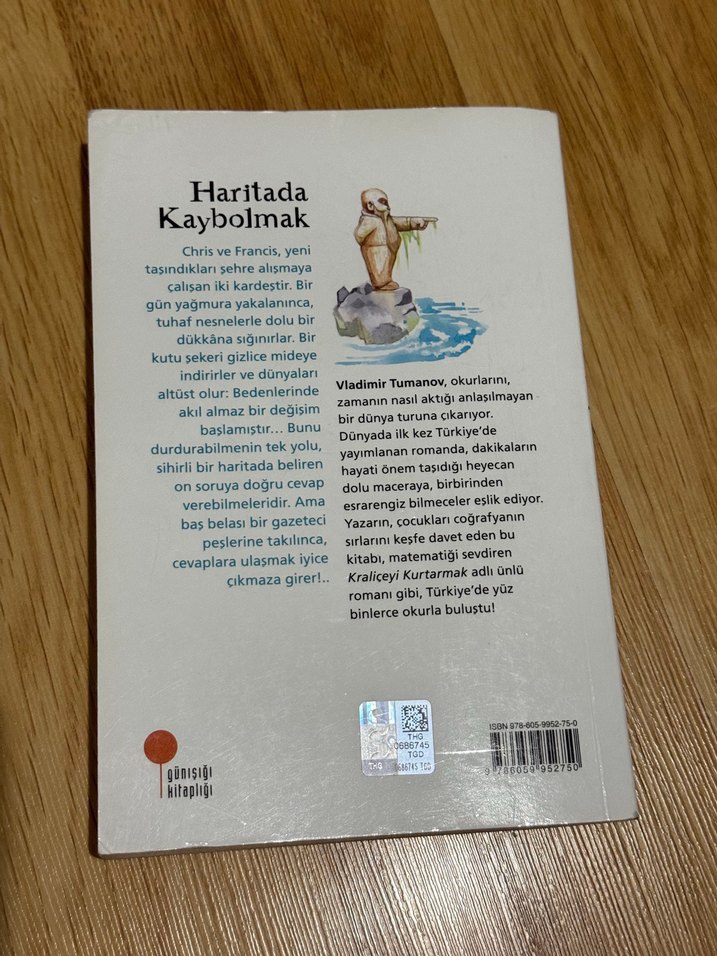 Haritada
Kaybolmak
Chris ve Francis, yeni
taşındıkları şehre alışmaya
çalışan iki kardeştir. Bir
gün yağmura yakalanınca,
tuhaf nesnelerle dolu bir
dükkâna sığınırlar. Bir
kutu şekeri gizlice mideye
indirirler ve dünyaları
altüst olur: Bedenlerinde
akıl almaz bir değişim
başlamıştır... Bunu
durdurabilmenin tek yolu,
sihirli bir haritada beliren
on soruya doğru cevap
verebilmeleridir. Ama
baş belası bir gazeteci
peşlerine takılınca,
cevaplara ulaşmak iyice
çıkmaza girer!..
Vladimir Tumanov, okurlarını,
zamanın nasıl aktığı anlaşılmayan
bir dünya turuna çıkarıyor.
Dünyada ilk kez Türkiye'de
yayımlanan romanda, dakikaların
hayati önem taşıdığı heyecan
dolu maceraya, birbirinden
esrarengiz bilmeceler eşlik ediyor.
Yazarın, çocukları coğrafyanın
sırlarını keşfe davet eden bu
kitabı, matematiği sevdiren
Kraliçeyi Kurtarmak adlı ünlü
romanı gibi, Türkiye'de yüz
binlerce okurla buluştu!
günışığı
kitaplığı
THG
0686745
TGD
THG 0686745 TGD
ISBN 978-605-9952-75-0
9 786059 952750